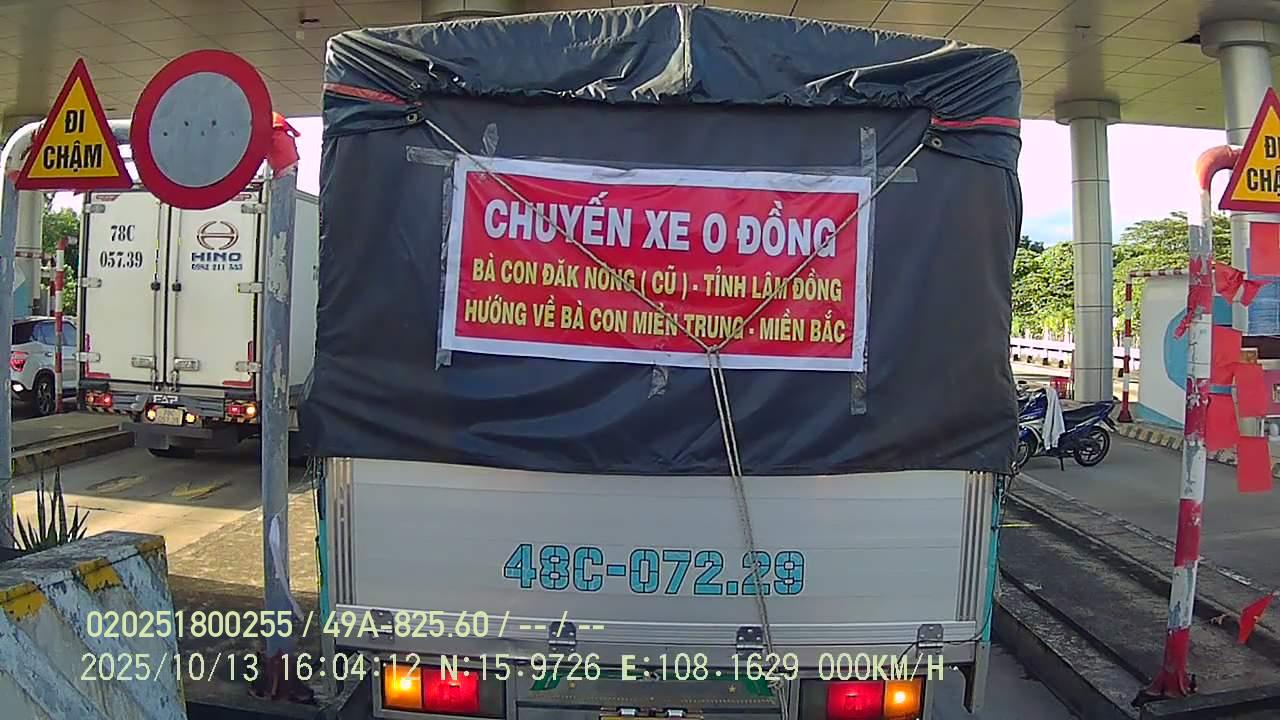 ĐI
CHẬM
78C
057.39
HINO
CHUYẾN XE O ĐỒNG
BÀ CON ĐĂK NONG ( CŨ ) - TỈNH LÂM ĐỒNG
HƯỚNG VỀ BÀ CON MIỀN TRUNG - MIỀN BẮC
48C-072.29
020251800255 / 49A-825.60 / -- / --
2025/10/13 16:04:12 N:15.9726 E:108.1629 000KM/H